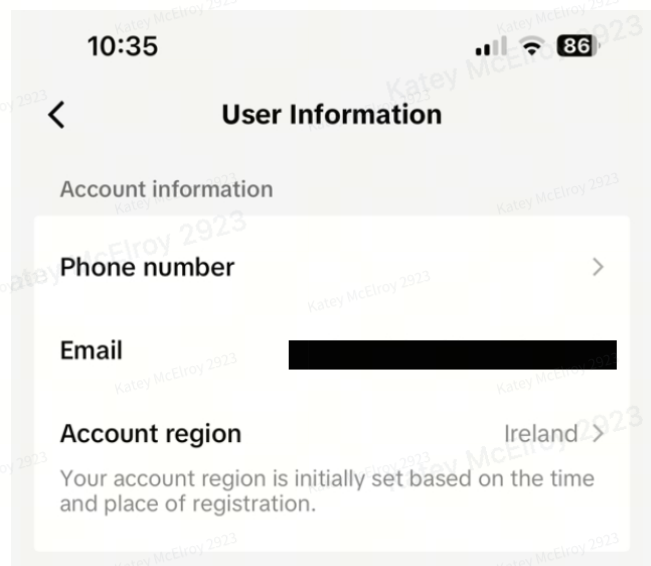 10:35
86
User Information
Account information
Phone number
Email
Account region
Ireland
Your account region is initially set based on the time
and place of registration.
Katey McElroy 2923